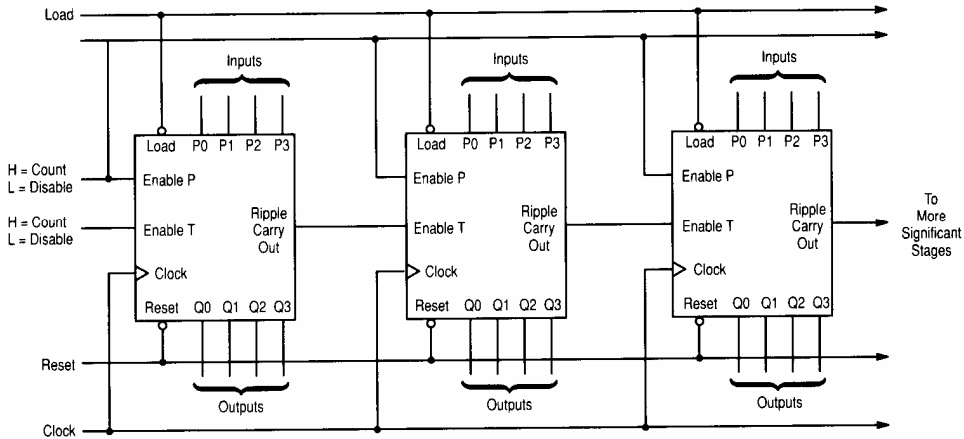 Load
Inputs
Inputs
Inputs
Load P0 P1 P2 P3
Load P0 P1 P2 P3
Load P0 P1 P2 P3
H = Count
L = Disable
Enable P
Enable P
Enable P
H = Count
L = Disable
Enable T
Ripple
Carry
Out
Enable T
Ripple
Carry
Out
Enable T
Ripple
Carry
Out
To
More
Significant
Stages
Clock
Clock
Clock
Reset Q0 Q1 Q2 Q3
Reset Q0 Q1 Q2 Q3
Reset Q0 Q1 Q2 Q3
Reset
Outputs
Outputs
Outputs
Clock